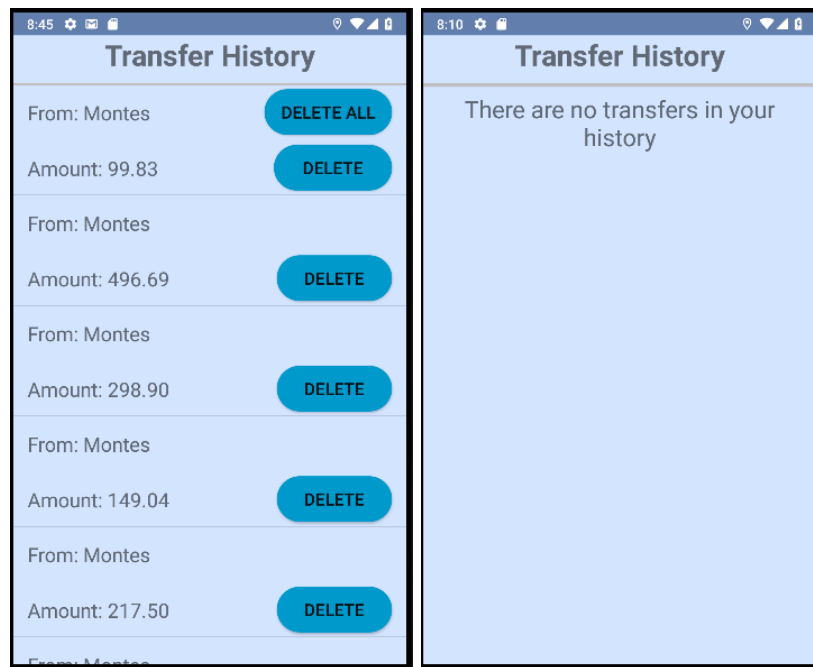 8:45
Transfer History
From: Montes
DELETE ALL
Amount: 99.83
DELETE
From: Montes
Amount: 496.69
DELETE
From: Montes
Amount: 298.90
DELETE
From: Montes
Amount: 149.04
DELETE
From: Montes
Amount: 217.50
DELETE
From: Montes
8:10
Transfer History
There are no transfers in your
history